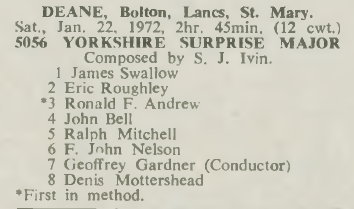 DEANE, Bolton, Lancs, St. Mary.
Sat., Jan. 22, 1972, 2hr. 45min. (12 cwt.)
5056 YORKSHIRE SURPRISE MAJOR
Composed by S. J. Ivin.
1 James Swallow
2 Eric Roughley
*3 Ronald F. Andrew
4 John Bell
5 Ralph Mitchell
6 F. John Nelson
7 Geoffrey Gardner (Conductor)
8 Denis Mottershead
*First in method.